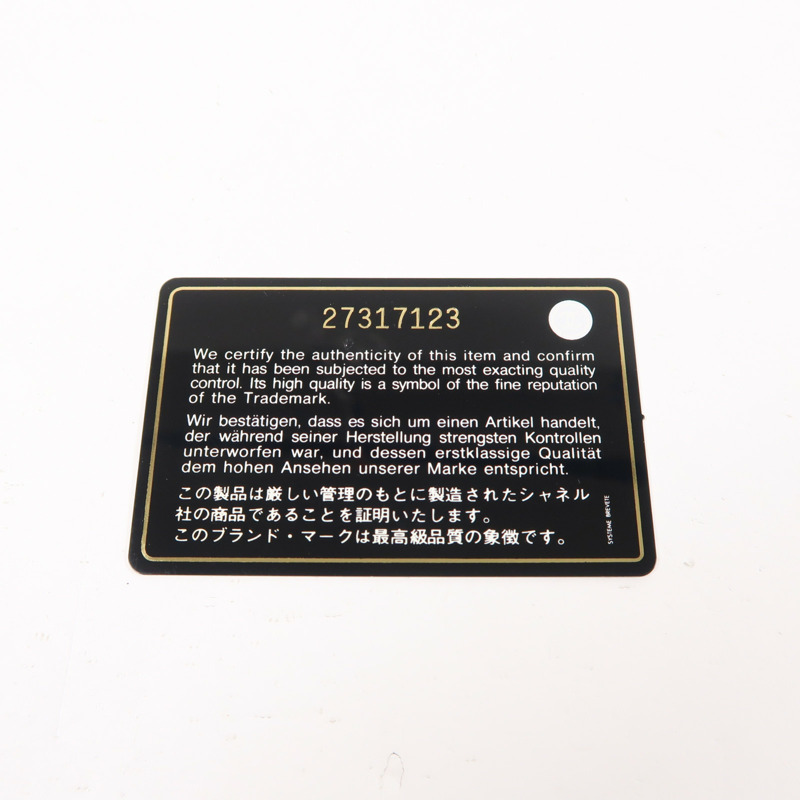 27317123
We certify the authenticity of this item and confirm
that it has been subjected to the most exacting quality
control. Its high quality is a symbol of the fine reputation
of the Trademark.
Wir bestätigen, dass es sich um einen Artikel handelt,
der während seiner Herstellung strengsten Kontrollen
unterworfen war, und dessen erstklassige Qualität
dem hohen Ansehen unserer Marke entspricht.
この製品は厳しい管理のもとに製造されたシャネル
社の商品であることを証明いたします。
このブランド・マークは最高級品質の象徴です。
SYSTEME BREVETE